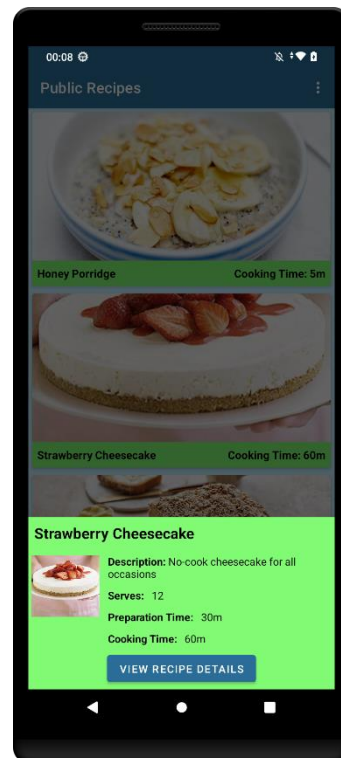 00:08
Public Recipes
Honey Porridge Cooking Time: 5m
Strawberry Cheesecake Cooking Time: 60m
Strawberry Cheesecake
Description: No-cook cheesecake for all
occasions
Serves: 12
Preparation Time: 30m
Cooking Time: 60m
VIEW RECIPE DETAILS